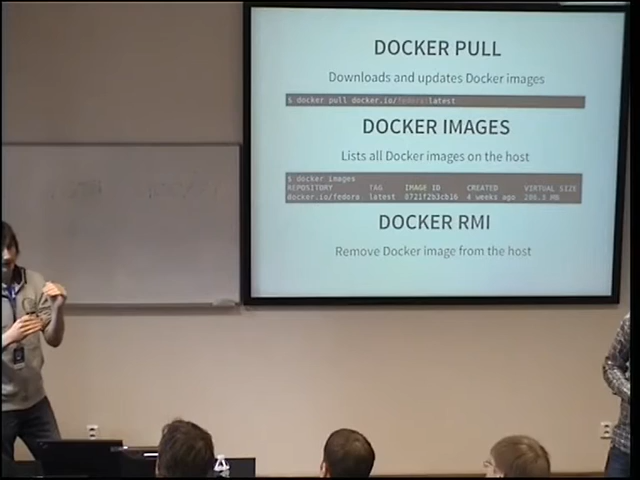 DOCKER PULL
Downloads and updates Docker images
$ docker pull docker.io/fedora:latest
DOCKER IMAGES
Lists all Docker images on the host
$ docker images
REPOSITORY TAG IMAGE ID CREATED VIRTUAL SIZE
docker.io/fedora latest 4 weeks ago MB
DOCKER RMI
Remove Docker image from the host